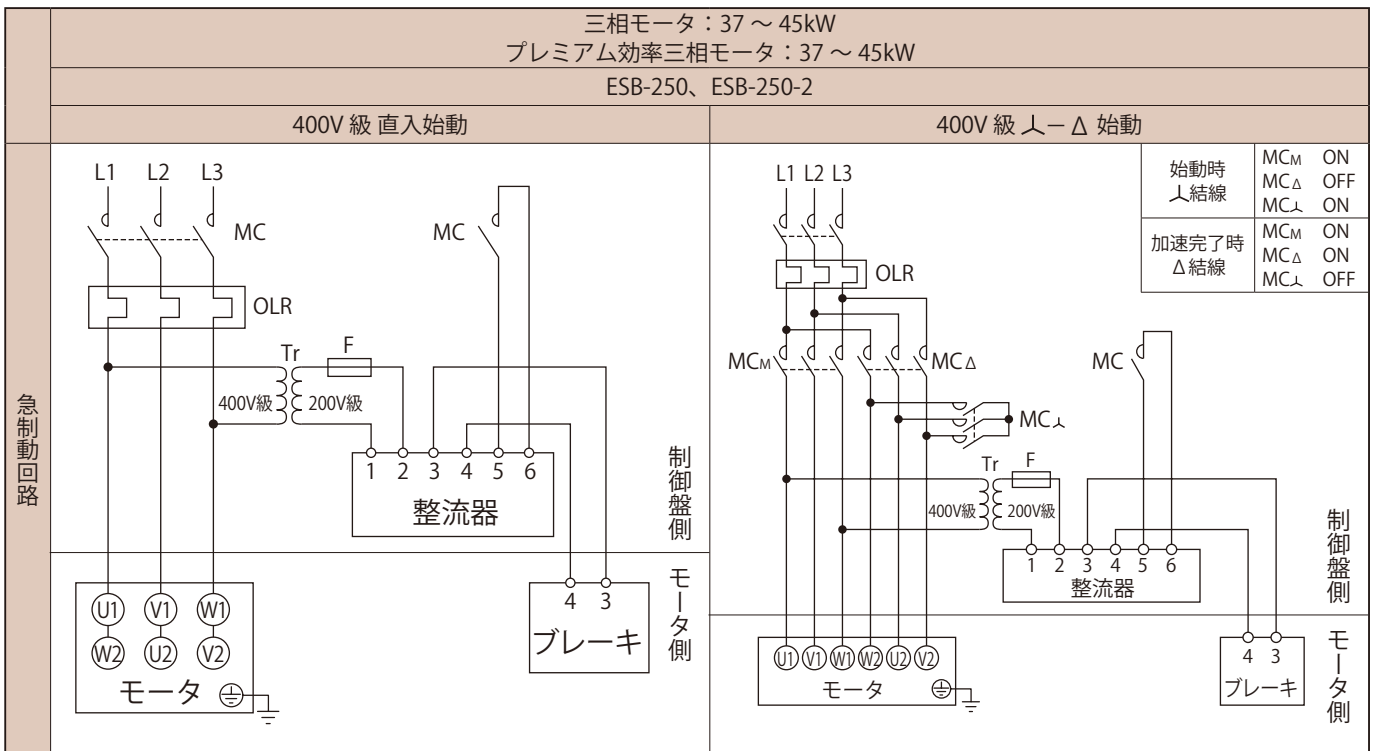 三相モータ：37 ～ 45kW
プレミアム効率三相モータ：37 ～ 45kW
ESB-250、ESB-250-2
400V 級 直入始動
400V 級 人－Δ 始動
急制動回路
L1 L2 L3
MC
MC
OLR
Tr
F
400V級
200V級
1 2 3 4 5 6
整流器
制御盤側
モータ側
U1 V1 W1
W2 U2 V2
モータ
4 3
ブレーキ
L1 L2 L3
始動時
人結線
MCM ON
MCΔ OFF
MC人 ON
加速完了時
Δ結線
MCM ON
MCΔ ON
MC人 OFF
OLR
MCM
MCΔ
MC
MC人
Tr
F
400V級
200V級
1 2 3 4 5 6
整流器
制御盤側
モータ側
U1 V1 W1 W2 U2 V2
モータ
4 3
ブレーキ